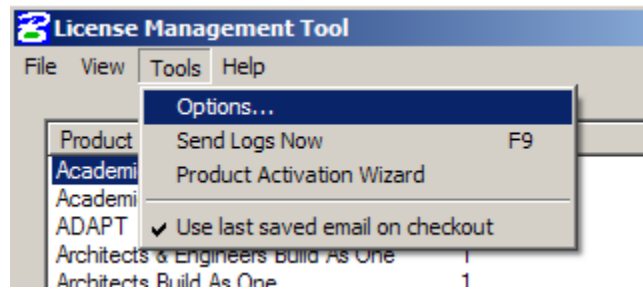 License Management Tool
File View Tools Help
Options...
Product Send Logs Now F9
Academi Product Activation Wizard
Academi
ADAPT ✓ Use last saved email on checkout
Architects & Engineers Build As One 1
Architects Build As One 1